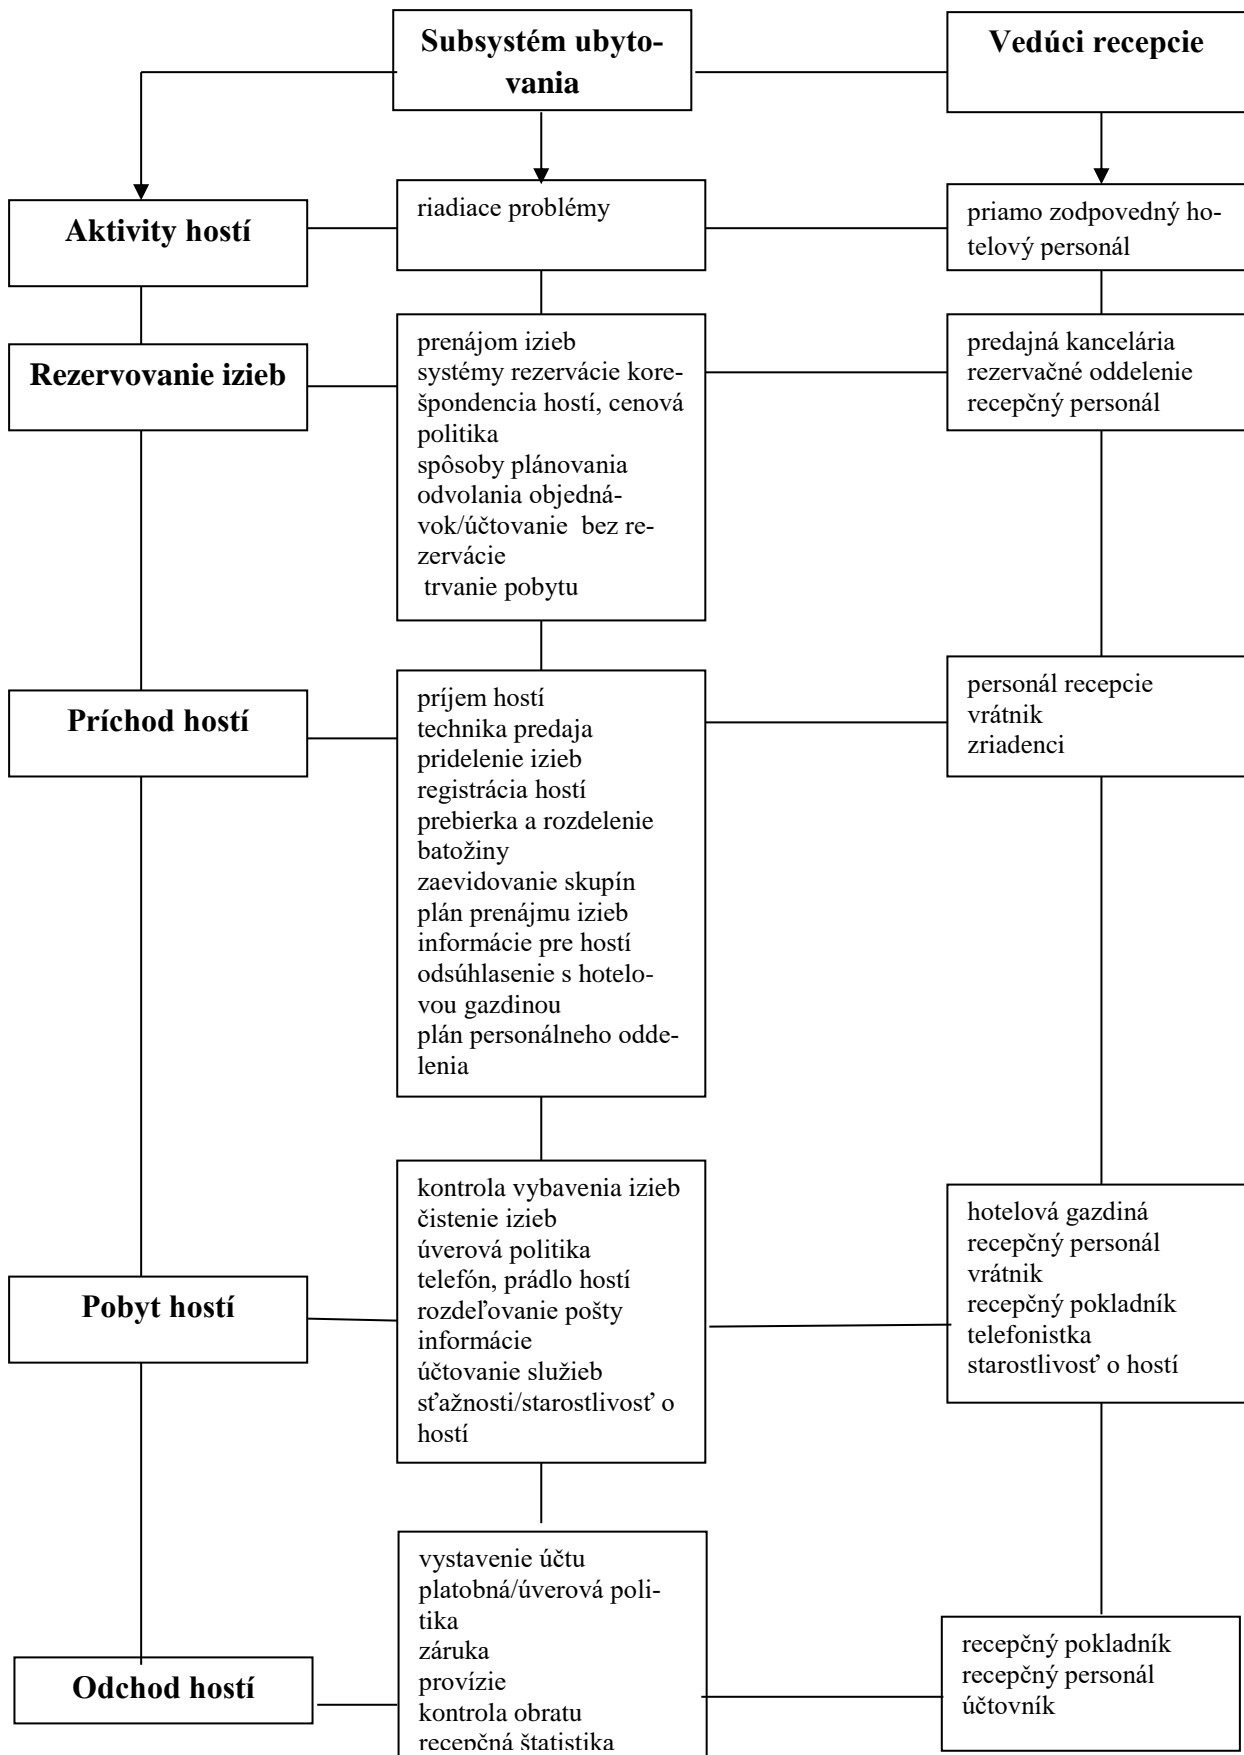 Subsystém ubyto-
vania
Vedúci recepcie
Aktivity hostí
riadiace problémy
priamo zodpovedný ho-
telový personál
Rezervovanie izieb
prenájom izieb
systémy rezervácie kore-
špondencia hostí, cenová
politika
spôsoby plánovania
odvolania objedná-
vok/účtovanie  bez re-
zervácie
trvanie pobytu
predajná kancelária
rezervačné oddelenie
recepčný personál
Príchod hostí
príjem hostí
technika predaja
pridelenie izieb
registrácia hostí
prebierka a rozdelenie
batožiny
zaevidovanie skupín
plán prenájmu izieb
informácie pre hostí
odsúhlasenie s hotelo-
vou gazdinou
plán personálneho odde-
lenia
personál recepcie
vrátnik
zriadenci
Pobyt hostí
kontrola vybavenia izieb
čistenie izieb
úverová politika
telefón, prádlo hostí
rozdeľovanie pošty
informácie
účtovanie služieb
sťažnosti/starostlivosť o
hostí
hotelová gazdiná
recepčný personál
vrátnik
recepčný pokladník
telefonistka
starostlivosť o hostí
Odchod hostí
vystavenie účtu
platobná/úverová poli-
tika
záruka
provízie
kontrola obratu
recepčná štatistika
recepčný pokladník
recepčný personál
účtovník